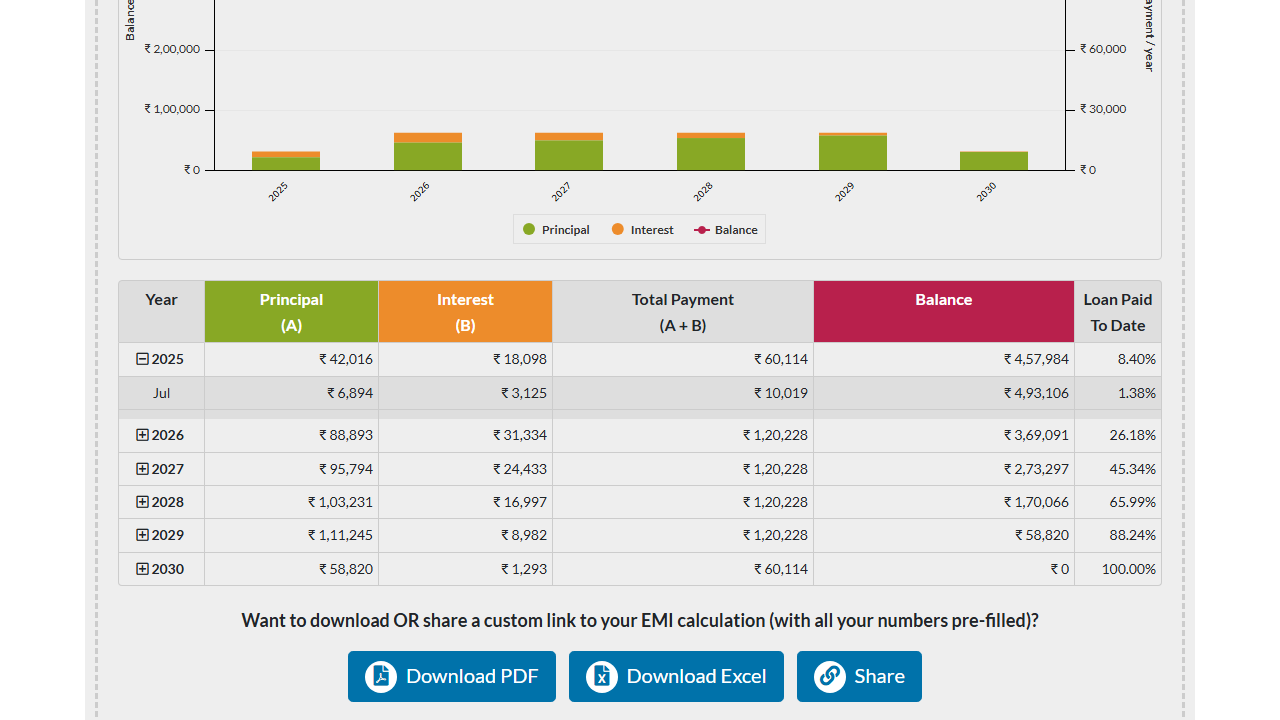 Balance
ayment / year
₹ 2,00,000
₹ 60,000
₹ 1,00,000
₹ 30,000
₹ 0
₹ 0
2025 2026 2027 2028 2029 2030
Principal Interest Balance
Year Principal (A) Interest (B) Total Payment (A + B) Balance Loan Paid To Date
2025 ₹ 42,016 ₹ 18,098 ₹ 60,114 ₹ 4,57,984 8.40%
Jul ₹ 6,894 ₹ 3,125 ₹ 10,019 ₹ 4,93,106 1.38%
2026 ₹ 88,893 ₹ 31,334 ₹ 1,20,228 ₹ 3,69,091 26.18%
2027 ₹ 95,794 ₹ 24,433 ₹ 1,20,228 ₹ 2,73,297 45.34%
2028 ₹ 1,03,231 ₹ 16,997 ₹ 1,20,228 ₹ 1,70,066 65.99%
2029 ₹ 1,11,245 ₹ 8,982 ₹ 1,20,228 ₹ 58,820 88.24%
2030 ₹ 58,820 ₹ 1,293 ₹ 60,114 ₹ 0 100.00%
Want to download OR share a custom link to your EMI calculation (with all your numbers pre-filled)?
Download PDF Download Excel Share